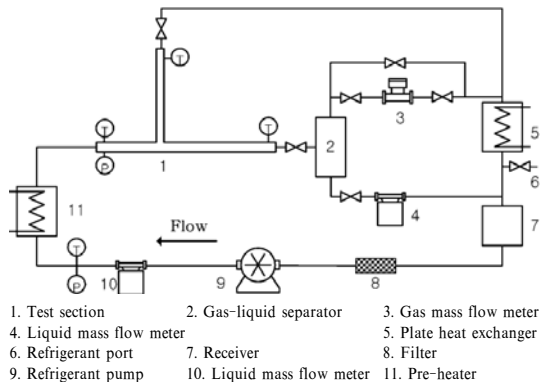 T
T
T
P
1
2
3
4
5
6
7
11
Flow
T
P
10
9
8
1. Test section 2. Gas-liquid separator 3. Gas mass flow meter
4. Liquid mass flow meter 5. Plate heat exchanger
6. Refrigerant port 7. Receiver 8. Filter
9. Refrigerant pump 10. Liquid mass flow meter 11. Pre-heater